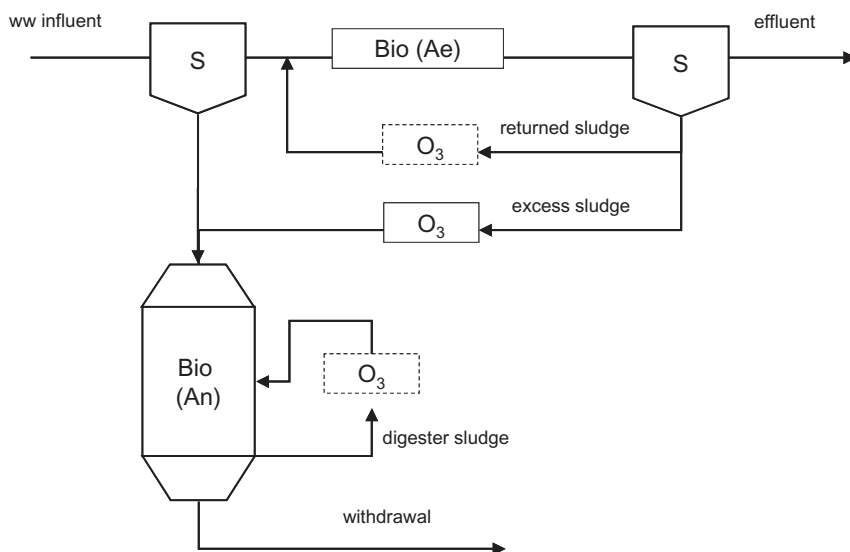 ww influent
effluent
S
Bio (Ae)
S
returned sludge
O₃
excess sludge
O₃
Bio
(An)
O₃
digester sludge
withdrawal